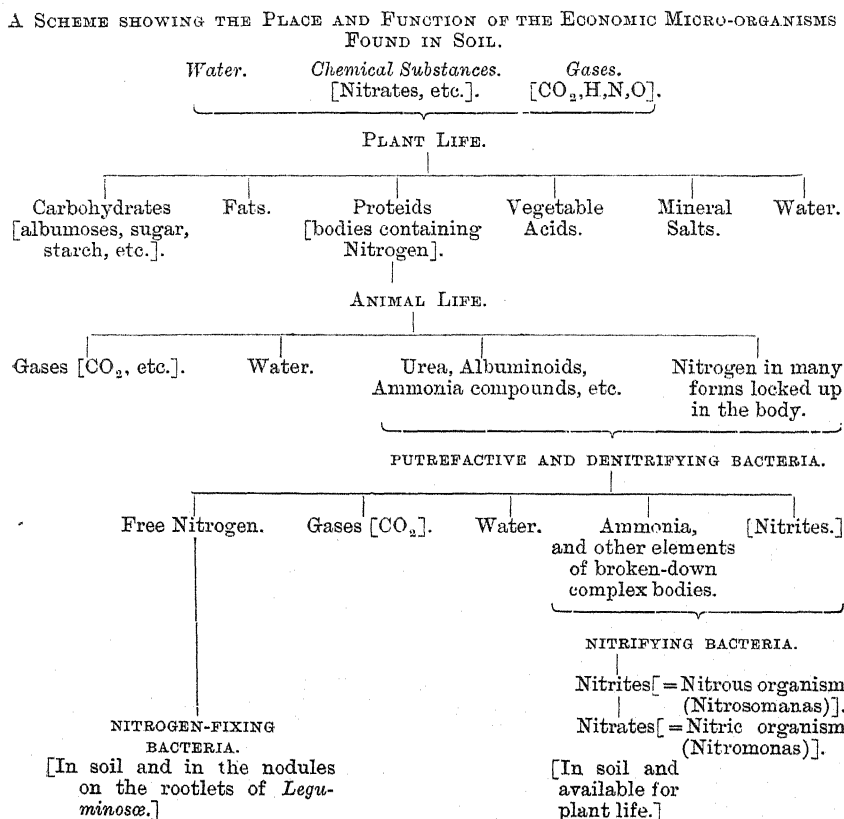 A Scheme showing the Place and Function of the Economic Micro-organisms
Found in Soil.
Water. Chemical Substances. Gases.
[Nitrates, etc.]. [CO₂,H,N,O].
Plant Life.
Carbohydrates Fats. Proteids Vegetable Mineral Water.
[albumoses, sugar, [bodies containing Acids. Salts.
starch, etc.]. Nitrogen].
Animal Life.
Gases [CO₂, etc.]. Water. Urea, Albuminoids, Nitrogen in many
Ammonia compounds, etc. forms locked up
in the body.
PUTREFACTIVE AND DENITRIFYING BACTERIA.
Free Nitrogen. Gases [CO₂]. Water. Ammonia, [Nitrites.]
and other elements
of broken-down
complex bodies.
NITRIFYING BACTERIA.
Nitrites[=Nitrous organism
(Nitrosomanas)].
Nitrates[=Nitric organism
(Nitromonas)].
NITROGEN-FIXING
BACTERIA.
[In soil and in the nodules
on the rootlets of Legu-
minosœ.]
[In soil and
available for
plant life.]